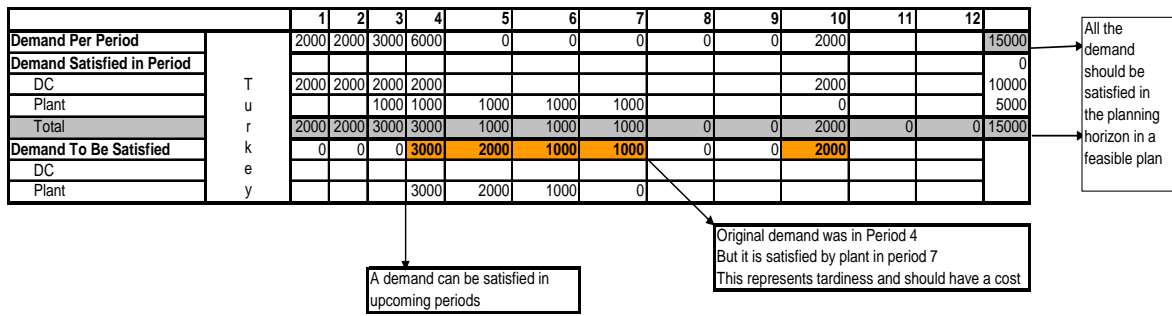 1 2 3 4 5 6 7 8 9 10 11 12
Demand Per Period 2000 2000 3000 6000 0 0 0 0 0 2000 15000
Demand Satisfied in Period 0
DC T 2000 2000 2000 2000 2000 10000
Plant u 1000 1000 1000 1000 1000 0 5000
Total r 2000 2000 3000 3000 1000 1000 1000 0 0 2000 0 0 15000
Demand To Be Satisfied k 0 0 0 3000 2000 1000 1000 0 0 2000
DC e
Plant y 3000 2000 1000 0
All the
demand
should be
satisfied in
the planning
horizon in a
feasible plan
Original demand was in Period 4
But it is satisfied by plant in period 7
This represents tardiness and should have a cost
A demand can be satisfied in
upcoming periods